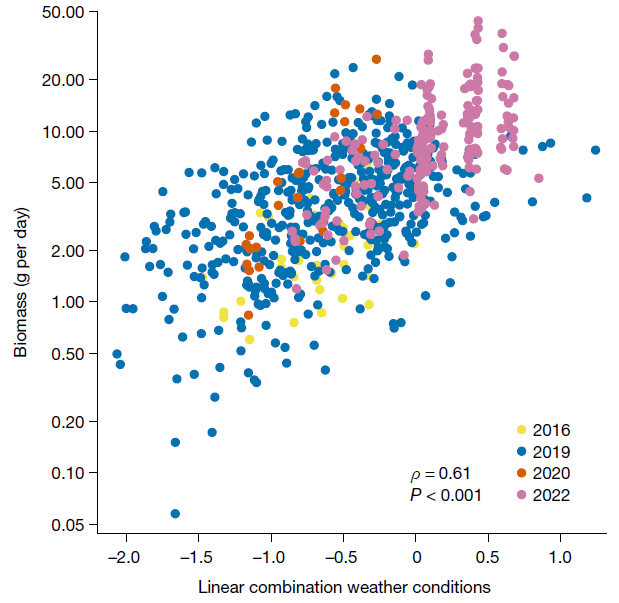 50.00
20.00
10.00
5.00
2.00
1.00
0.50
0.20
0.10
0.05
Biomass (g per day)
2016
2019
ρ = 0.61 2020
P < 0.001 2022
−2.0 −1.5 −1.0 −0.5 0 0.5 1.0
Linear combination weather conditions